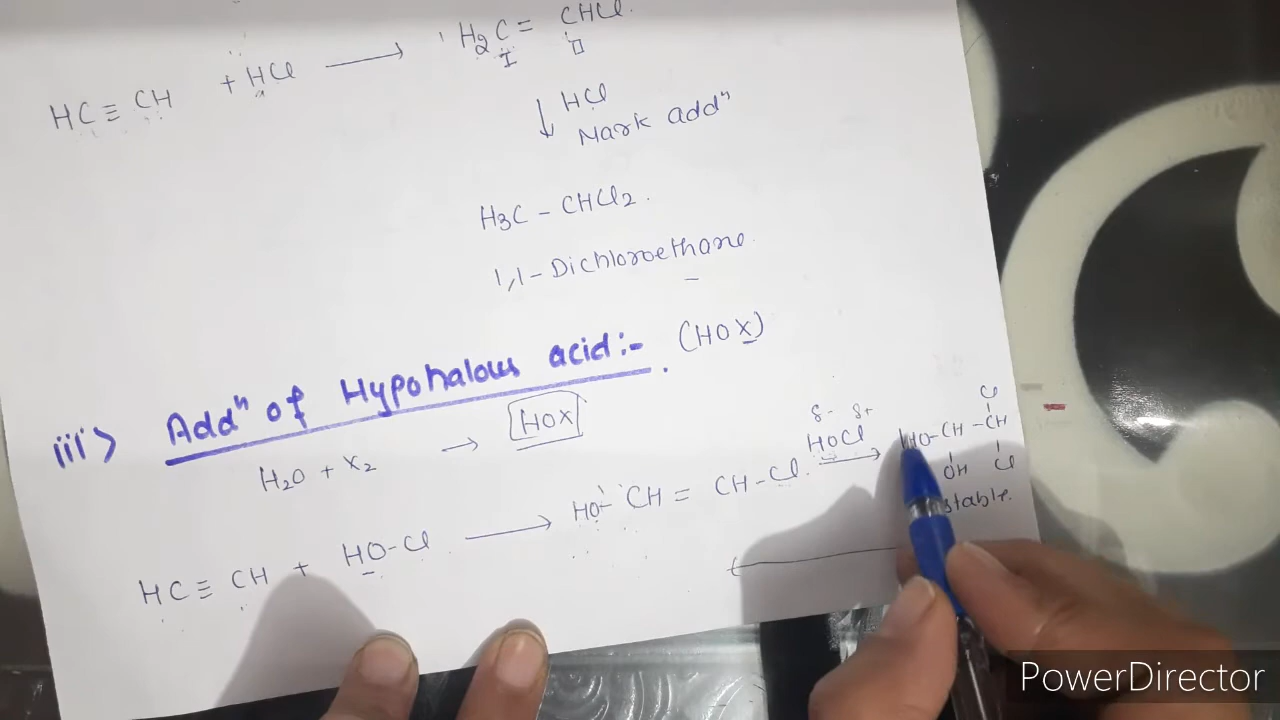 HC ≡ CH + HCl ⟶ H2C = CHCl.
I II
↓ HCl
Mark addⁿ
H3C - CHCl2.
1,1-Dichloroethane
iii> Addⁿ of Hypohalous acid:- (HOX)
H2O + X2 ⟶ HOX
HC ≡ CH + HO-Cl ⟶ HO-CH = CH-Cl.
δ- δ+
HOCl ⟶
Cl
HO-CH-CH
OH Cl
stable.
PowerDirector